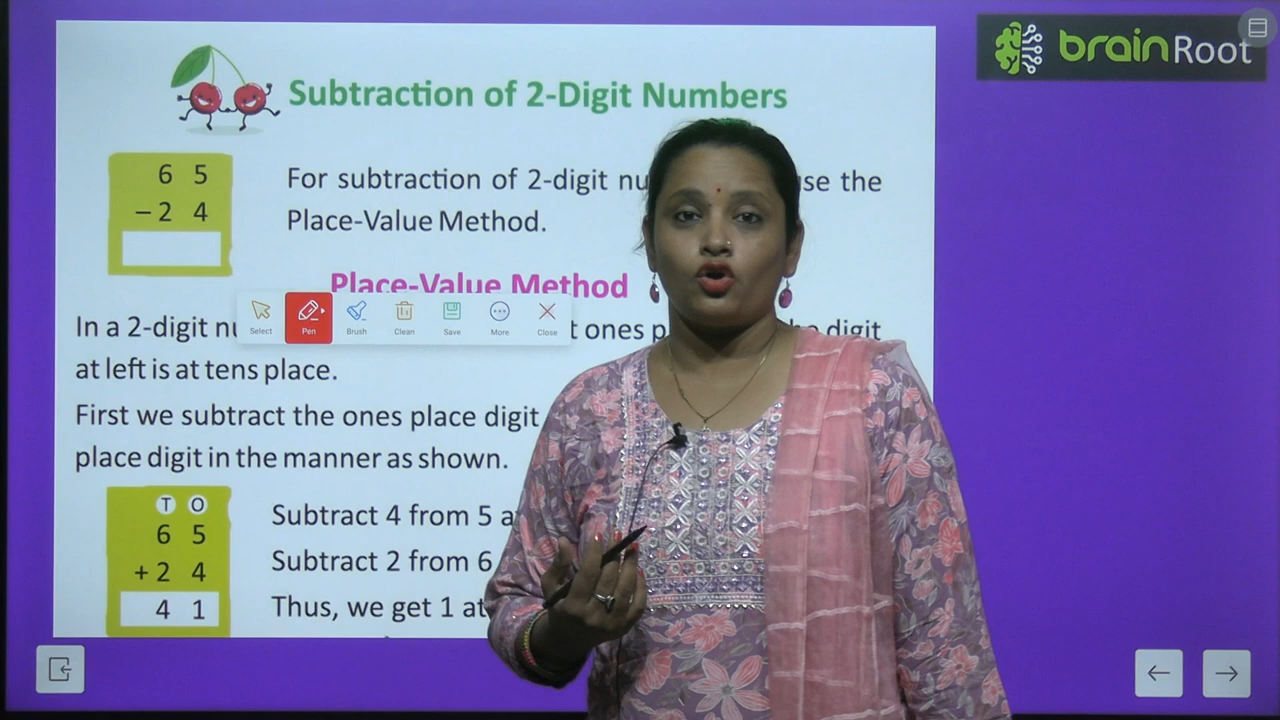 brainRoot
Subtraction of 2-Digit Numbers
6 5
– 2 4
For subtraction of 2-digit use the
Place-Value Method.
Place-Value Method
Select Pen Brush Clean Save More Close
In a 2-digit ones digit
at left is at tens place.
First we subtract the ones place digit
place digit in the manner as shown.
T O
6 5
+ 2 4
4 1
Subtract 4 from 5
Subtract 2 from 6
Thus, we get 1 at